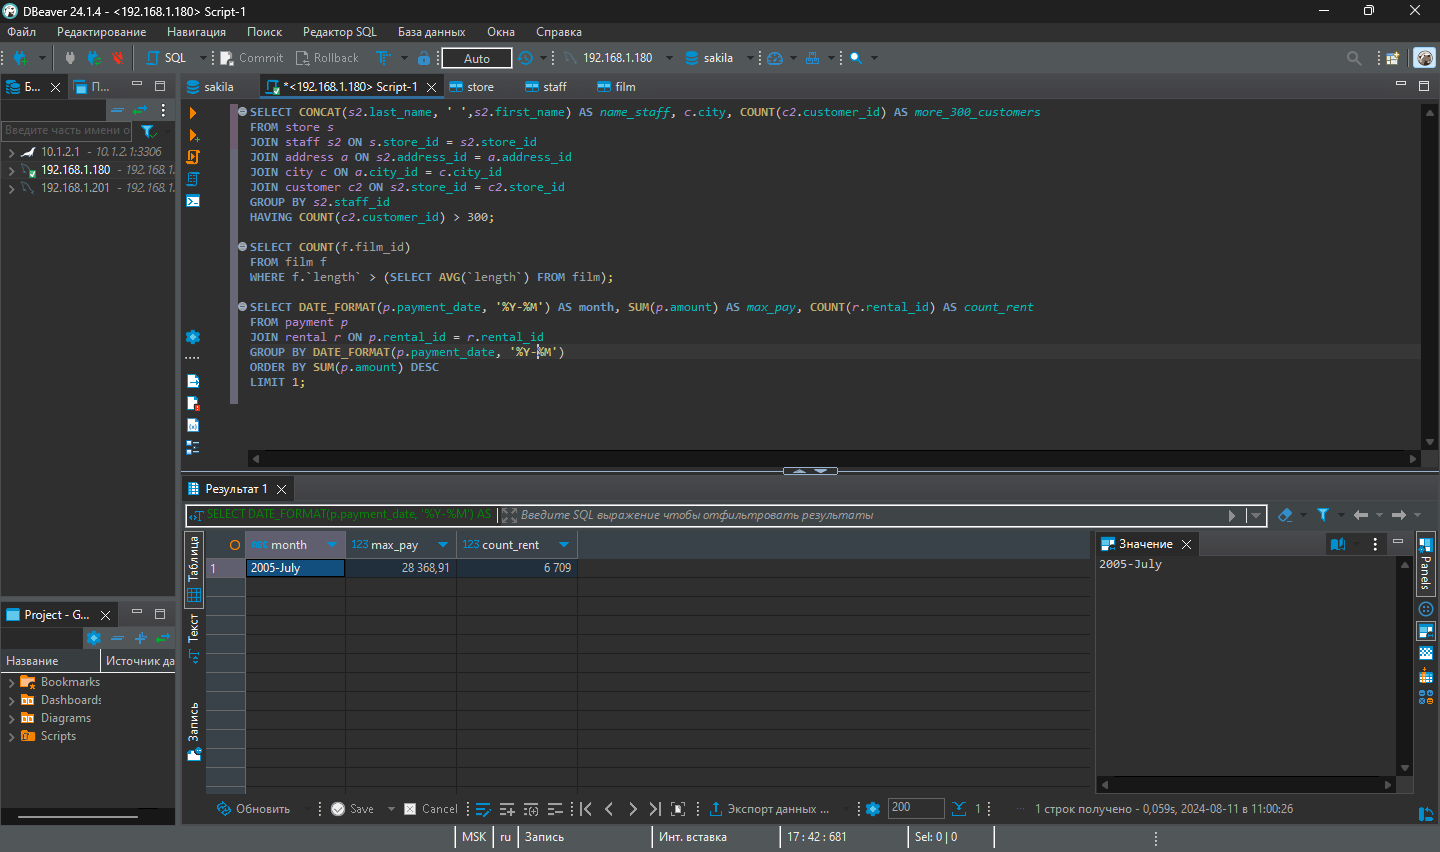 DBeaver 24.1.4 - <192.168.1.180> Script-1
Файл Редактирование Навигация Поиск Редактор SQL База данных Окна Справка
SQL Commit Rollback Auto 192.168.1.180 sakila
Б... П...
sakila *<192.168.1.180> Script-1 store staff film
Введите часть имени о
10.1.2.1 - 10.1.2.1:3306
192.168.1.180 - 192.168.1.
192.168.1.201 - 192.168.1.
SELECT CONCAT(s2.last_name, ' ',s2.first_name) AS name_staff, c.city, COUNT(c2.customer_id) AS more_300_customers
FROM store s
JOIN staff s2 ON s.store_id = s2.store_id
JOIN address a ON s2.address_id = a.address_id
JOIN city c ON a.city_id = c.city_id
JOIN customer c2 ON s2.store_id = c2.store_id
GROUP BY s2.staff_id
HAVING COUNT(c2.customer_id) > 300;
SELECT COUNT(f.film_id)
FROM film f
WHERE f.`length` > (SELECT AVG(`length`) FROM film);
SELECT DATE_FORMAT(p.payment_date, '%Y-%M') AS month, SUM(p.amount) AS max_pay, COUNT(r.rental_id) AS count_rent
FROM payment p
JOIN rental r ON p.rental_id = r.rental_id
GROUP BY DATE_FORMAT(p.payment_date, '%Y-%M')
ORDER BY SUM(p.amount) DESC
LIMIT 1;
Результат 1
SELECT DATE_FORMAT(p.payment_date, '%Y-%M') AS
Введите SQL выражение чтобы отфильтровать результаты
Таблица
Текст
Запись
month 123 max_pay 123 count_rent
1 2005-July 28 368,91 6 709
Значение
2005-July
Panels
Project - G...
Название Источник да
Bookmarks
Dashboards
Diagrams
Scripts
Обновить Save Cancel Экспорт данных ... 200 1 1 строк получено - 0,059s, 2024-08-11 в 11:00:26
MSK ru Запись Инт. вставка 17 : 42 : 681 Sel: 0 | 0